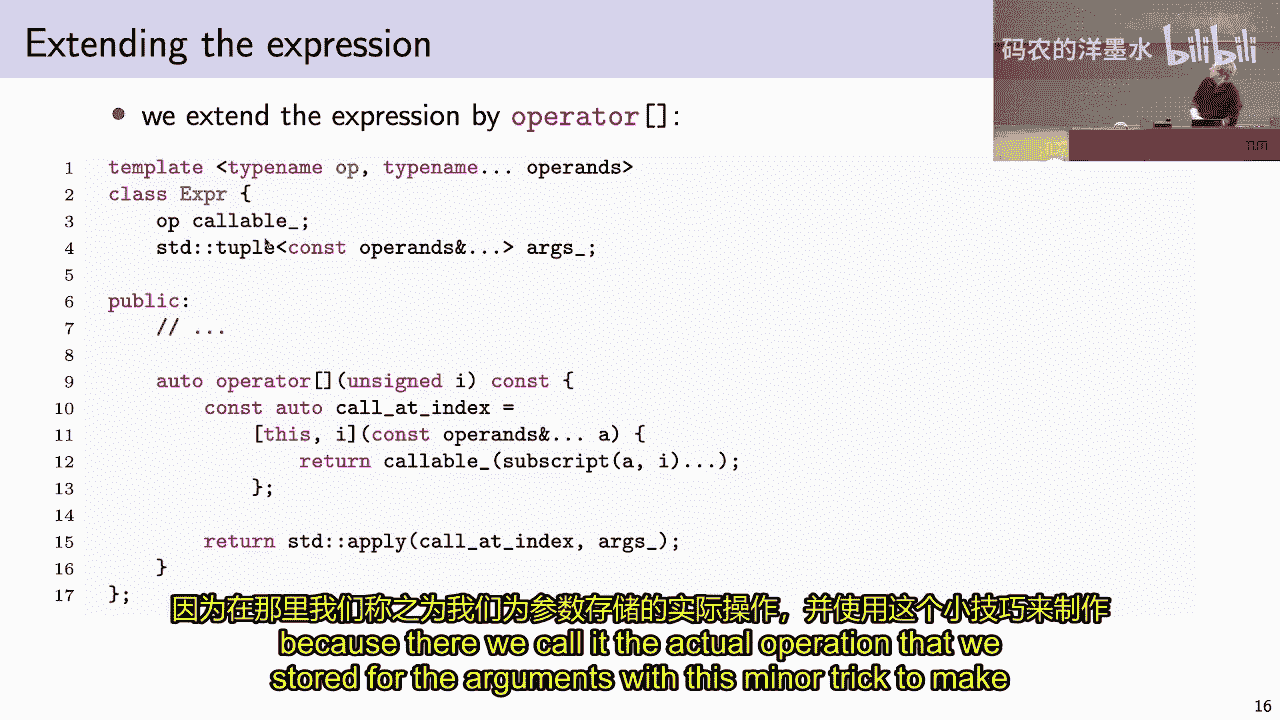 Extending the expression
码农的洋墨水 bilibili
• we extend the expression by operator[]:
1 template <typename op, typename... operands>
2 class Expr {
3 op callable_;
4 std::tuple<const operands&...> args_;
5
6 public:
7 // ...
8
9 auto operator[](unsigned i) const {
10 const auto call_at_index =
11 [this, i](const operands&... a) {
12 return callable_(subscript(a, i)...);
13 };
14
15 return std::apply(call_at_index, args_);
16 }
17 };
因为在那里我们称之为我们为参数存储的实际操作，并使用这个小技巧来制作
because there we call it the actual operation that we
stored for the arguments with this minor trick to make
16